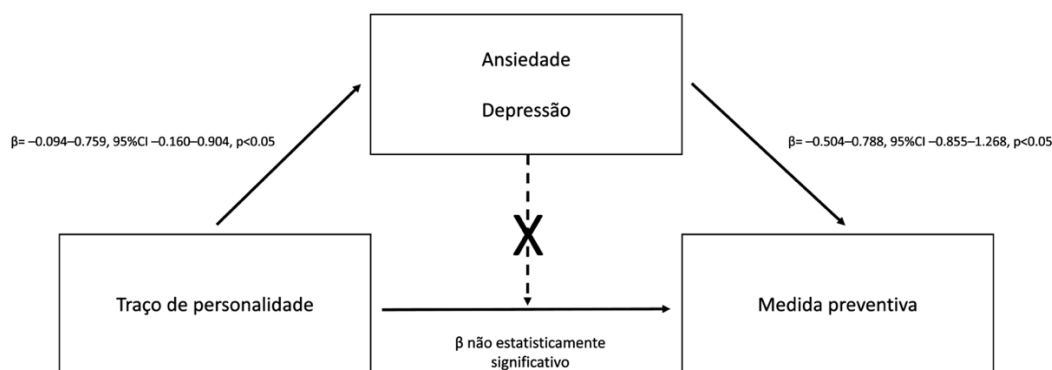 Ansiedade
Depressão
β= −0.094–0.759, 95%CI −0.160–0.904, p<0.05
β= −0.504–0.788, 95%CI −0.855–1.268, p<0.05
X
Traço de personalidade
Medida preventiva
β não estatisticamente
significativo